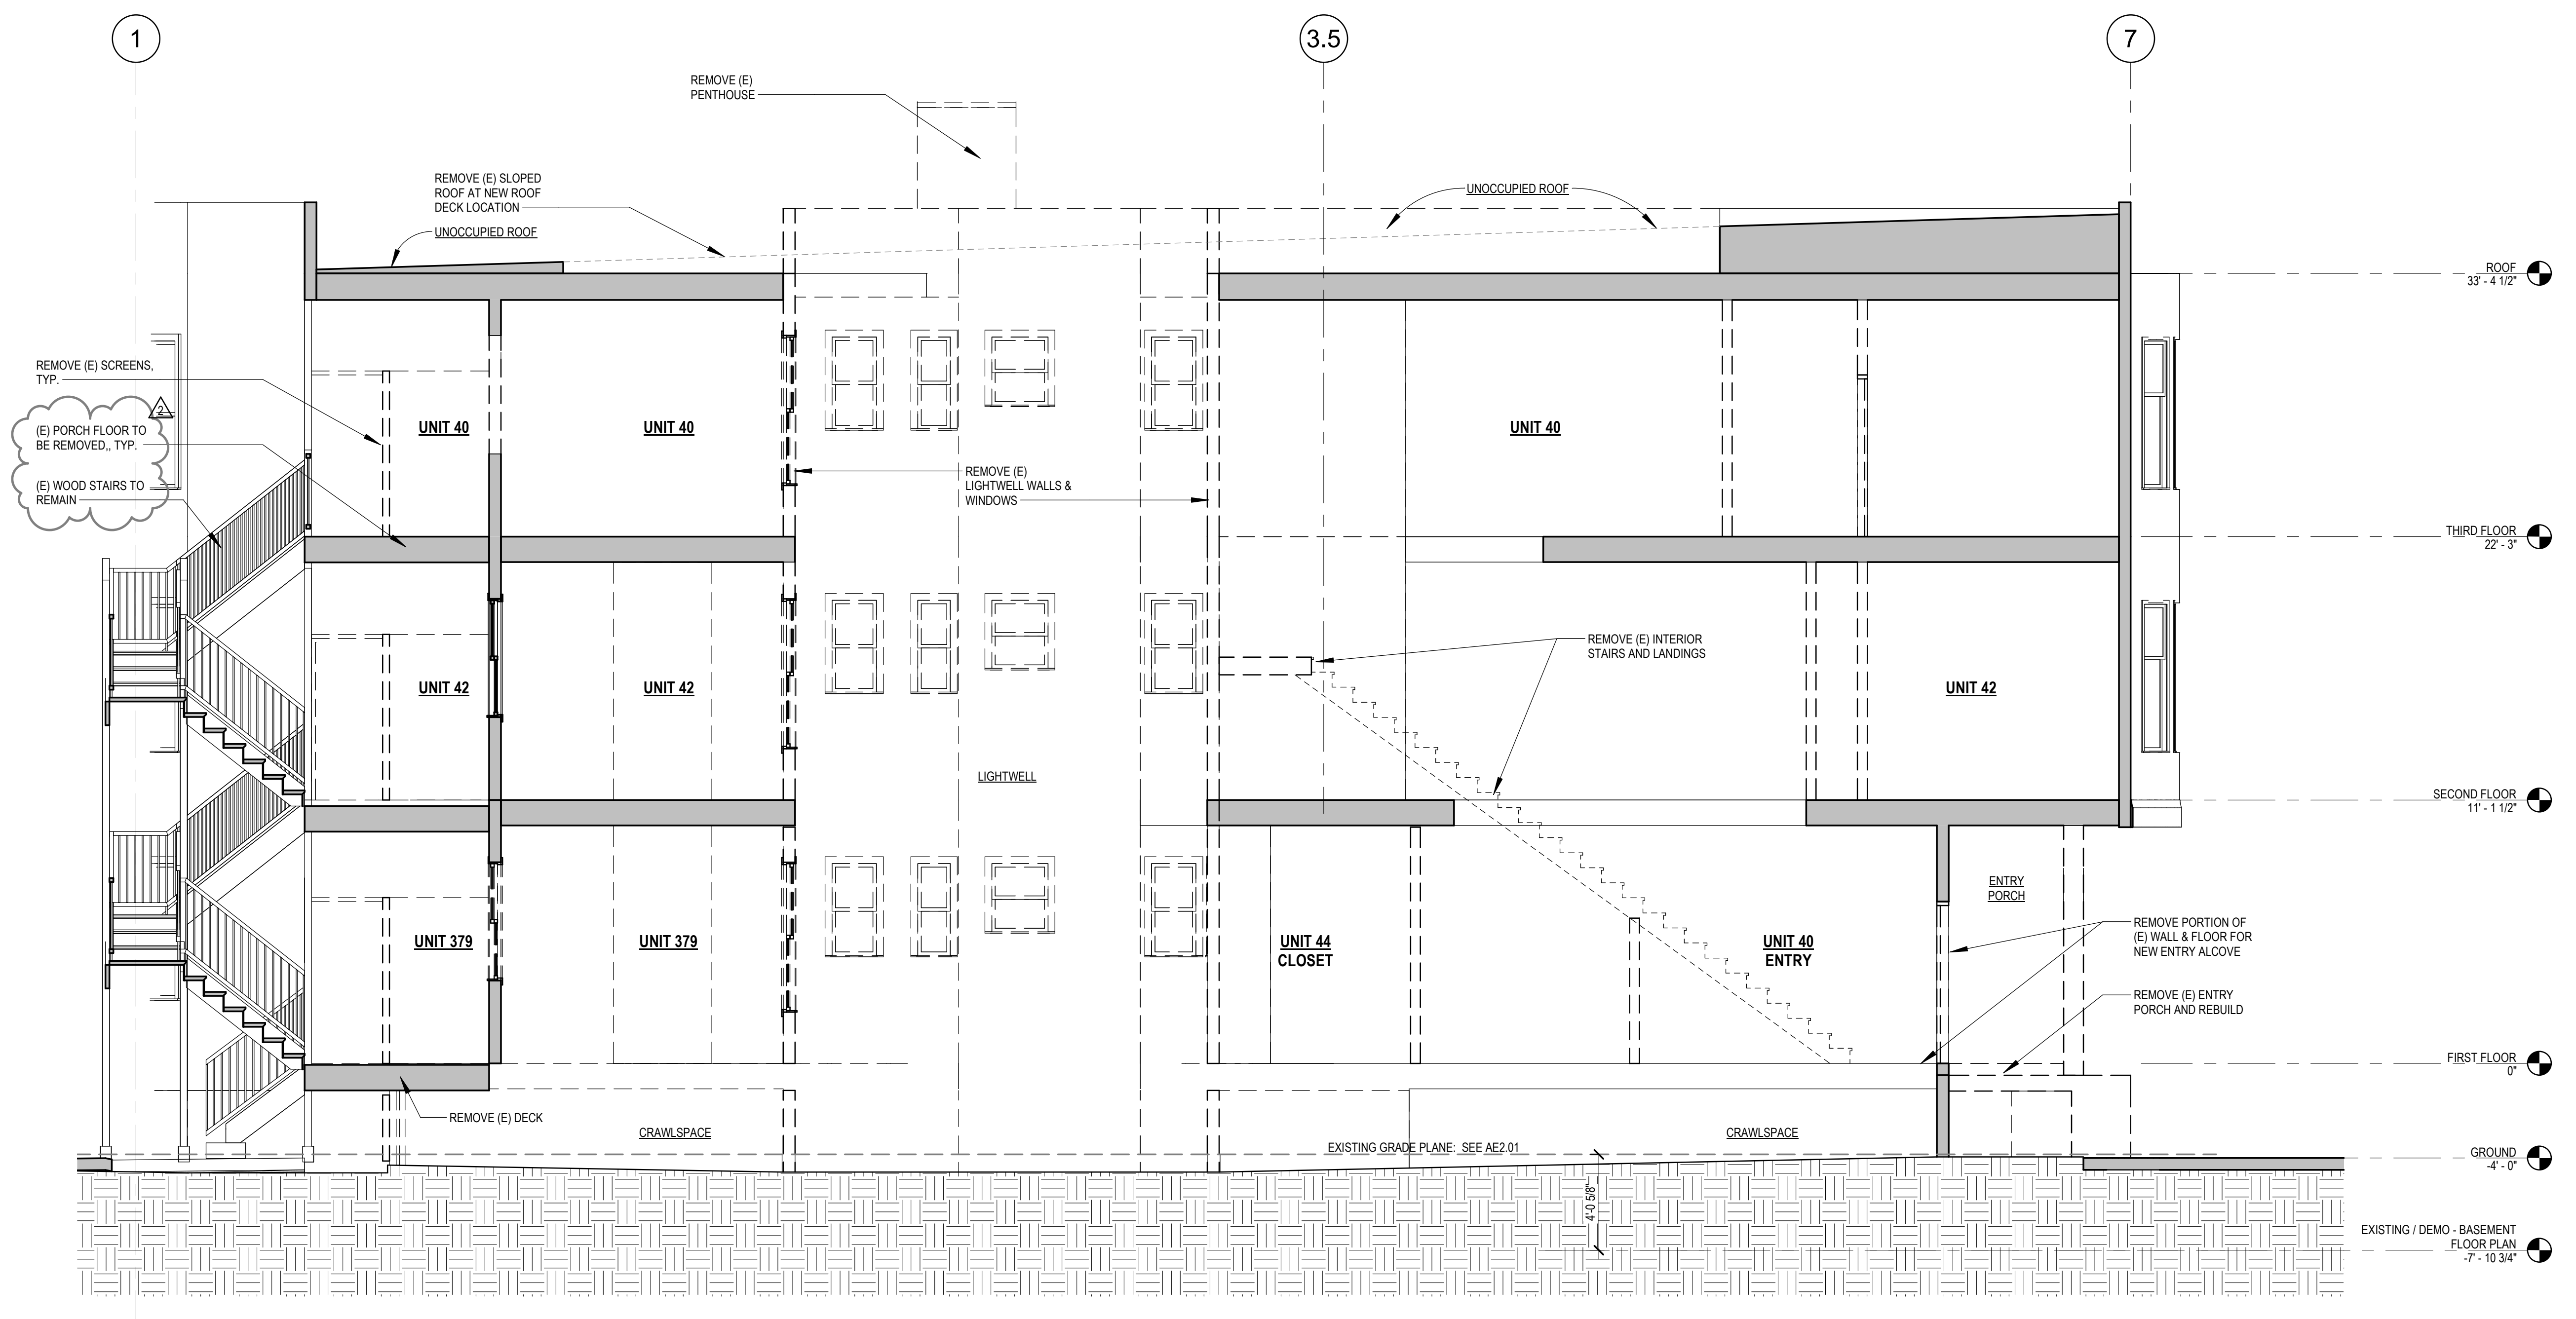 1
3.5
7
REMOVE (E)
PENTHOUSE
REMOVE (E) SLOPED
ROOF AT NEW ROOF
DECK LOCATION
UNOCCUPIED ROOF
UNOCCUPIED ROOF
ROOF
33' - 4 1/2"
REMOVE (E) SCREENS,
TYP.
2
(E) PORCH FLOOR TO
BE REMOVED,, TYP.
(E) WOOD STAIRS TO
REMAIN
UNIT 40
UNIT 40
UNIT 40
REMOVE (E)
LIGHTWELL WALLS &
WINDOWS
THIRD FLOOR
22' - 3"
REMOVE (E) INTERIOR
STAIRS AND LANDINGS
UNIT 42
UNIT 42
UNIT 42
LIGHTWELL
SECOND FLOOR
11' - 1 1/2"
ENTRY
PORCH
REMOVE PORTION OF
(E) WALL & FLOOR FOR
NEW ENTRY ALCOVE
UNIT 379
UNIT 379
UNIT 44
CLOSET
UNIT 40
ENTRY
REMOVE (E) ENTRY
PORCH AND REBUILD
FIRST FLOOR
0"
REMOVE (E) DECK
CRAWLSPACE
CRAWLSPACE
EXISTING GRADE PLANE: SEE AE2.01
GROUND
-4' - 0"
4'-0 5/8"
EXISTING / DEMO - BASEMENT
FLOOR PLAN
-7' - 10 3/4"